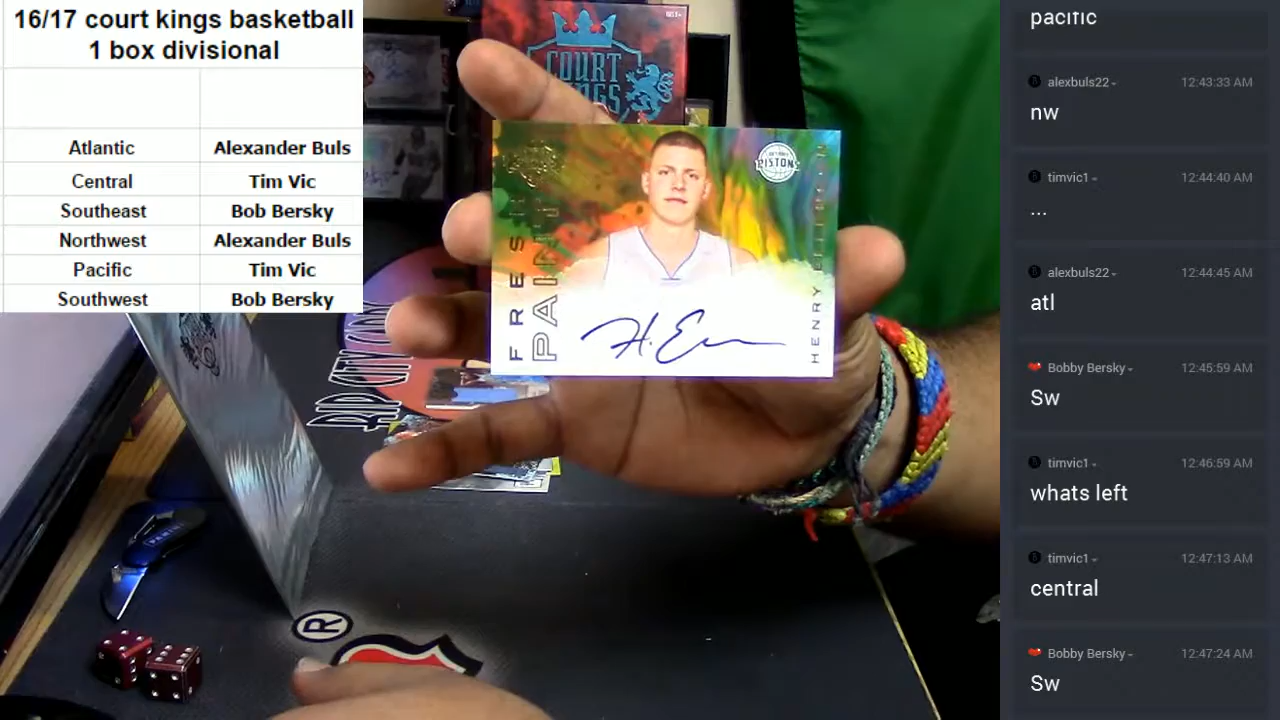 16/17 court kings basketball
1 box divisional
Atlantic Alexander Buls
Central Tim Vic
Southeast Bob Bersky
Northwest Alexander Buls
Pacific Tim Vic
Southwest Bob Bersky
COURT
KINGS
PISTONS
FRESH
PAINT
HENRY
H. E
RIP CITY
PANINI
®
pacific
alexbuls22 12:43:33 AM
nw
timvic1 12:44:40 AM
...
alexbuls22 12:44:45 AM
atl
Bobby Bersky 12:45:59 AM
Sw
timvic1 12:46:59 AM
whats left
timvic1 12:47:13 AM
central
Bobby Bersky 12:47:24 AM
Sw